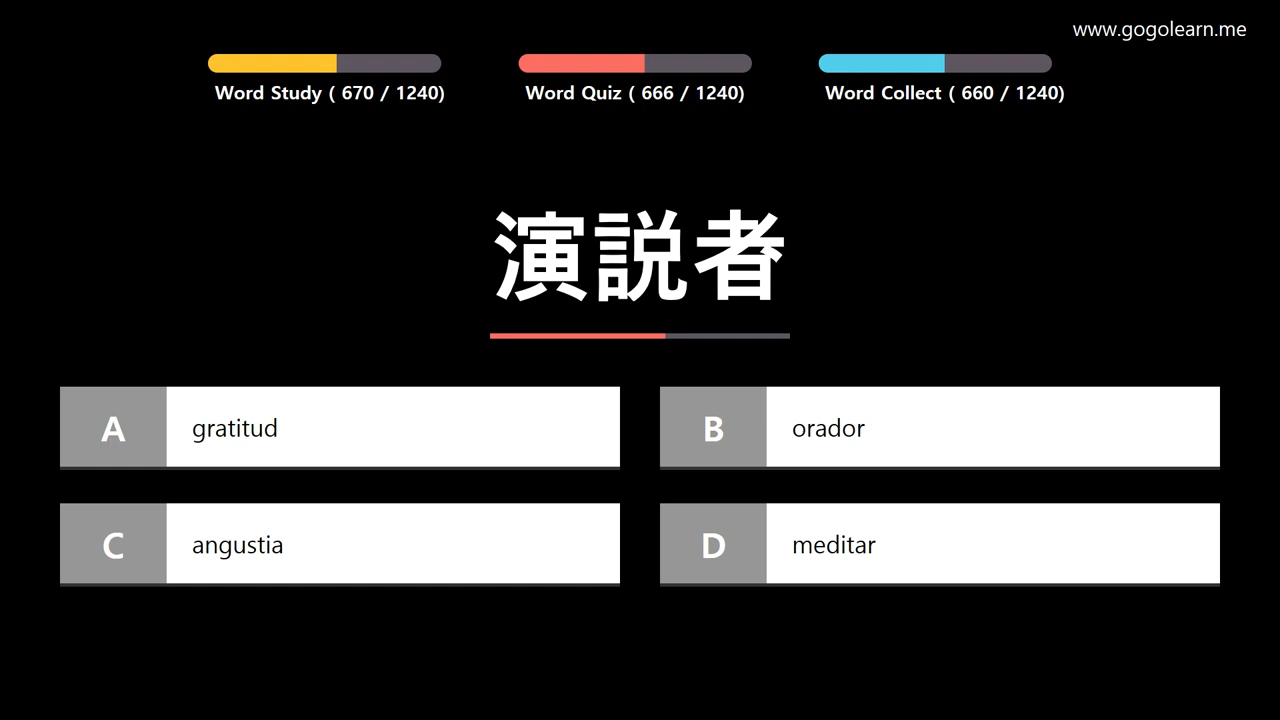 www.gogolearn.me
Word Study ( 670 / 1240)
Word Quiz ( 666 / 1240)
Word Collect ( 660 / 1240)
演説者
A gratitud
B orador
C angustia
D meditar